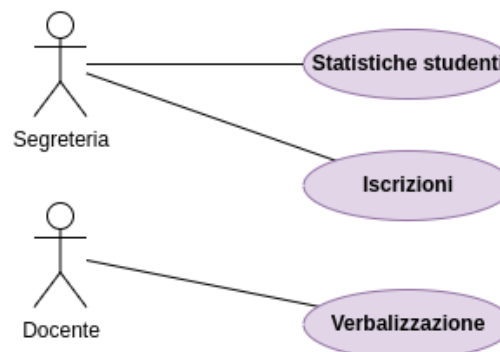 Statistiche studenti
Segreteria
Iscrizioni
Docente
Verbalizzazione